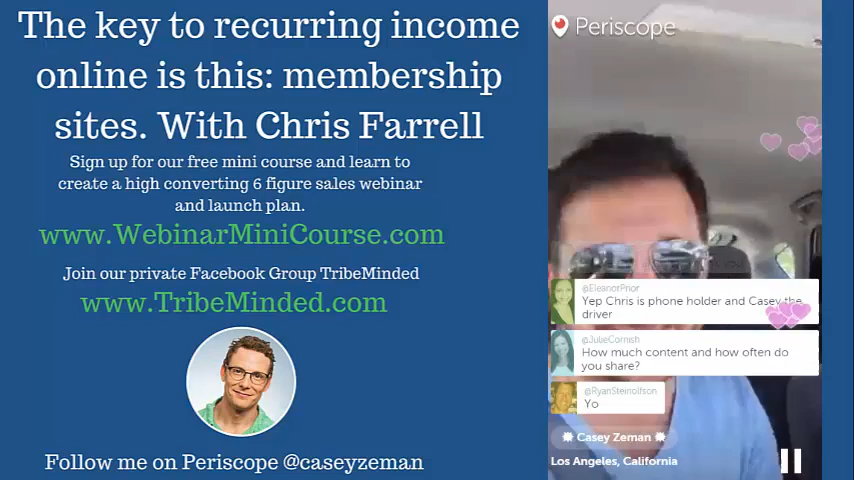 The key to recurring income
online is this: membership
sites. With Chris Farrell
Sign up for our free mini course and learn to
create a high converting 6 figure sales webinar
and launch plan.
www.WebinarMiniCourse.com
Join our private Facebook Group TribeMinded
www.TribeMinded.com
Follow me on Periscope @caseyzeman
Periscope
@EleanorPrior
Yep Chris is phone holder and Casey the
driver
@JulieCornish
How much content and how often do
you share?
@RyanSteinolfson
Yo
Casey Zeman
Los Angeles, California